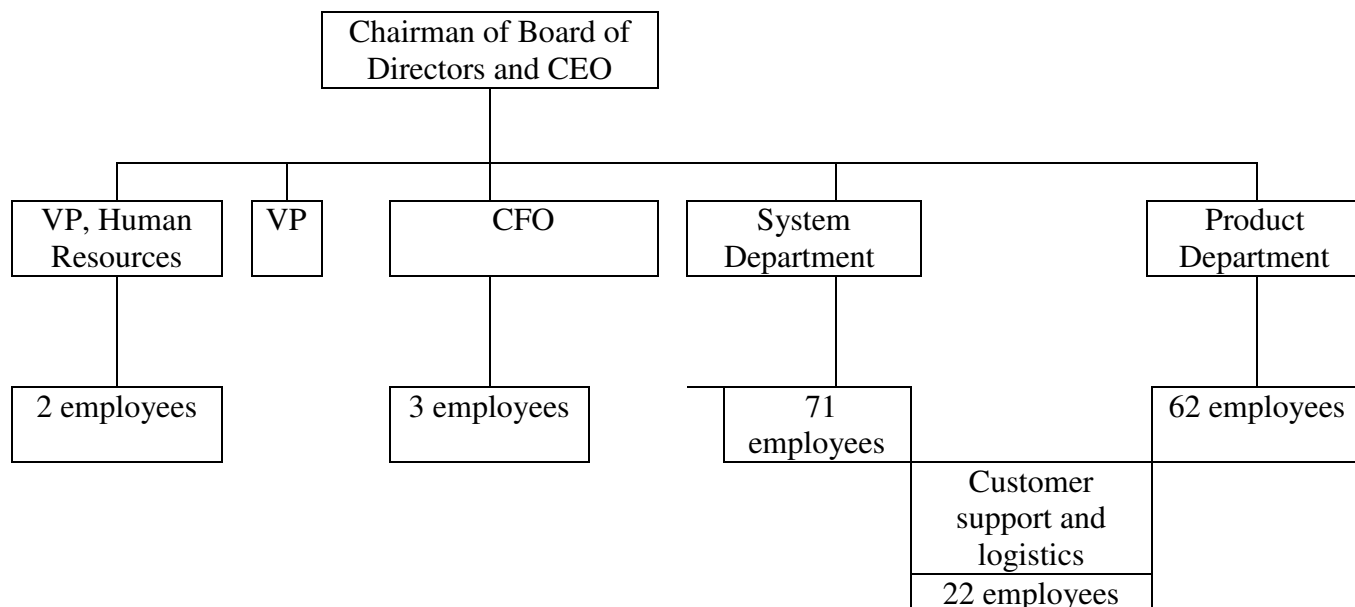 Chairman of Board of
Directors and CEO
VP, Human
Resources
VP
CFO
System
Department
Product
Department
2 employees
3 employees
71
employees
62 employees
Customer
support and
logistics
22 employees